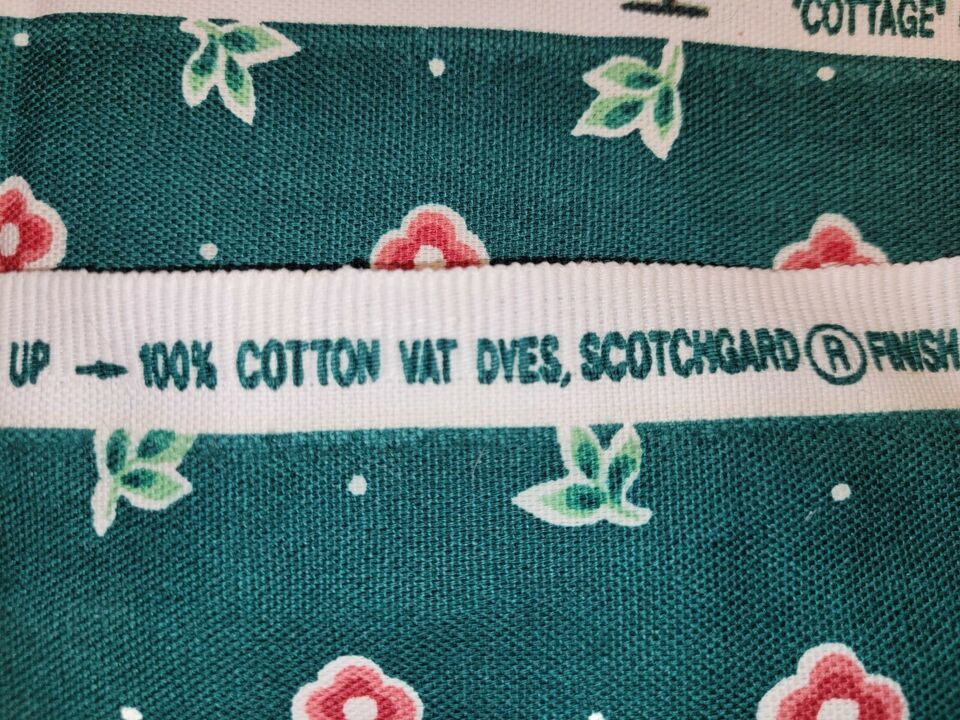 "COTTAGE"
UP → 100% COTTON VAT DYES, SCOTCHGARD ® FINISH